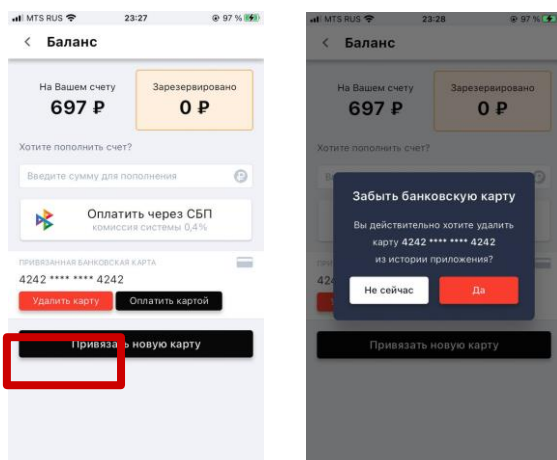 MTS RUS 23:27 97 %
Баланс
На Вашем счету
697 ₽
Зарезервировано
0 ₽
Хотите пополнить счет?
Введите сумму для пополнения
Оплатить через СБП
комиссия системы 0,4%
ПРИВЯЗАННАЯ БАНКОВСКАЯ КАРТА
4242 **** **** 4242
Удалить карту
Оплатить картой
Привязать новую карту
MTS RUS 23:28 97 %
Баланс
На Вашем счету
697 ₽
Зарезервировано
0 ₽
Хотите пополнить счет?
Забыть банковскую карту
Вы действительно хотите удалить
карту 4242 **** **** 4242
из истории приложения?
Не сейчас
Да
Привязать новую карту